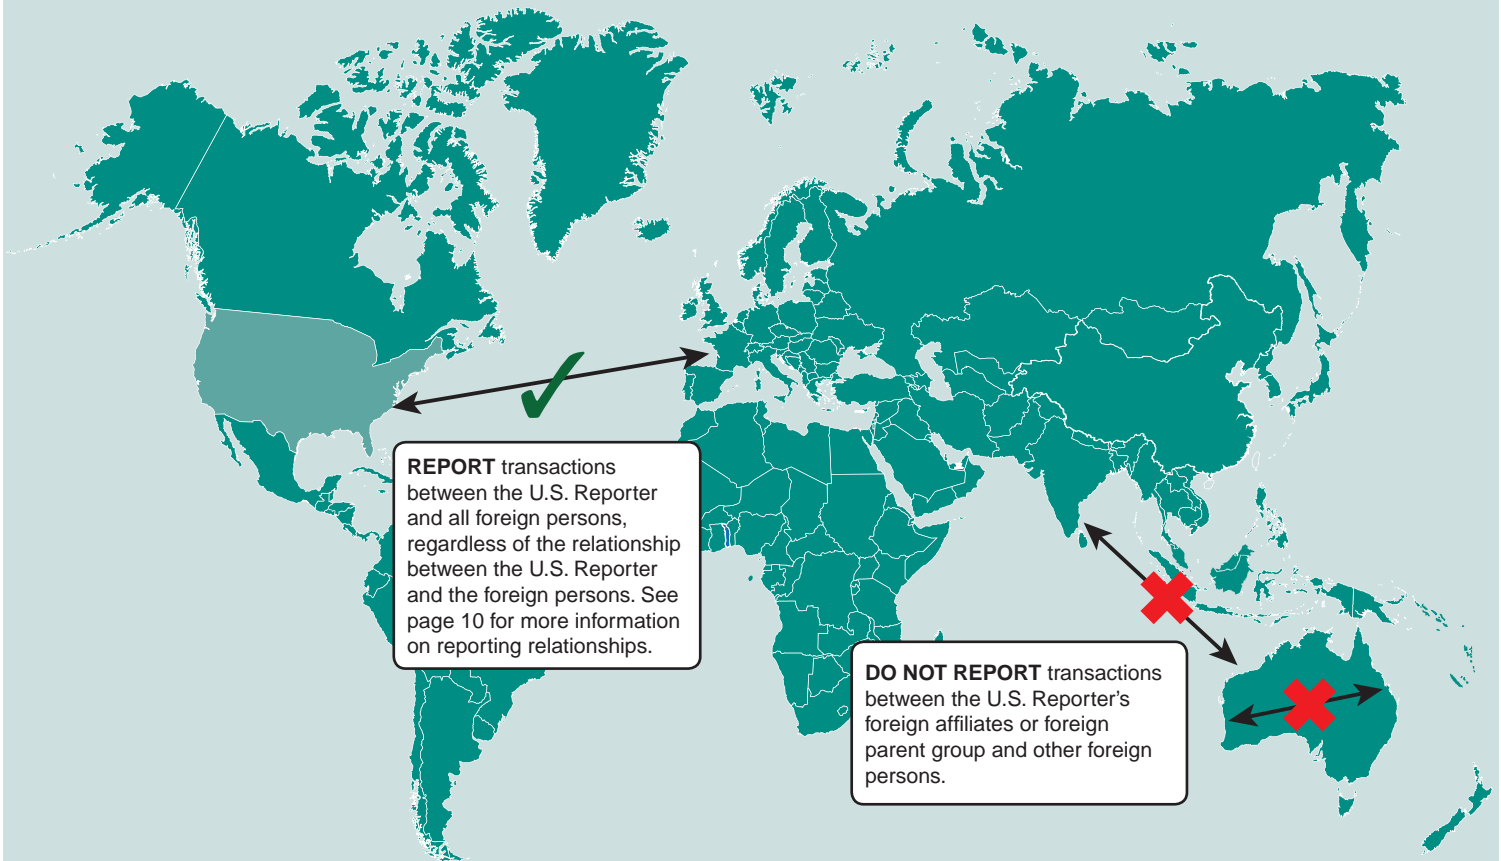 REPORT transactions
between the U.S. Reporter
and all foreign persons,
regardless of the relationship
between the U.S. Reporter
and the foreign persons. See
page 10 for more information
on reporting relationships.
DO NOT REPORT transactions
between the U.S. Reporter’s
foreign affiliates or foreign
parent group and other foreign
persons.